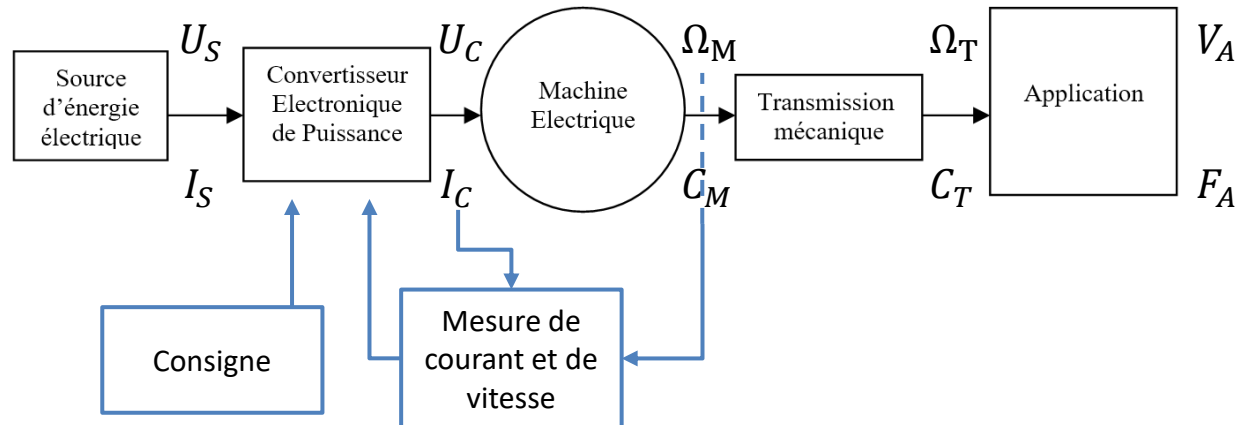 U_S
U_C
Ω_M
Ω_T
V_A
Source
d'énergie
électrique
Convertisseur
Electronique
de Puissance
Machine
Electrique
Transmission
mécanique
Application
I_S
I_C
C_M
C_T
F_A
Consigne
Mesure de
courant et de
vitesse